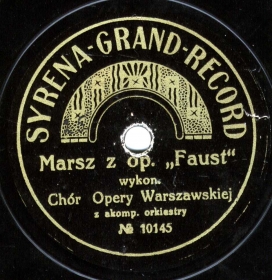 SYRENA-GRAND-RECORD
Marsz z op. „Faust“
wykon.
Chór Opery Warszawskiej
z akomp. orkiestry
№ 10145